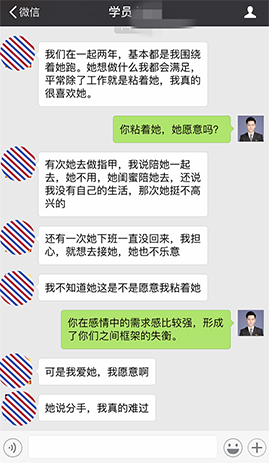 微信
学员
我们在一起两年，基本都是我围绕
着她跑。她想做什么我都会满足，
平常除了工作就是粘着她，我真的
很喜欢她。
你粘着她，她愿意吗？
有次她去做指甲，我说陪她一起
去，她不用，她闺蜜陪她去，还说
我没有自己的生活，那次她挺不高
兴的
还有一次她下班一直没回来，我担
心，就想去接她，她也不乐意
我不知道她这是不是愿意我粘着她
你在感情中的需求感比较强，形成
了你们之间框架的失衡。
可是我爱她，我愿意啊
她说分手，我真的难过